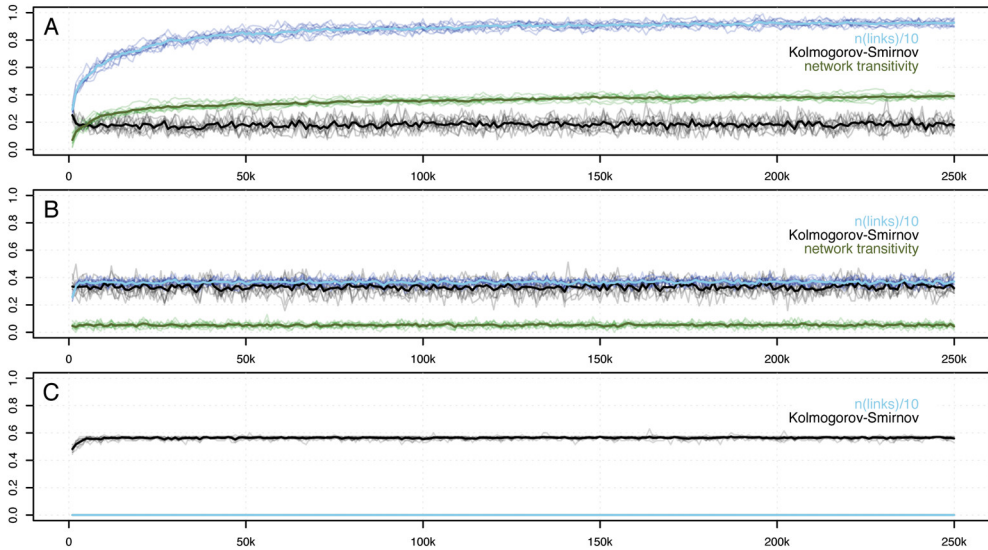 A
n(links)/10
Kolmogorov-Smirnov
network transitivity
0.0 0.2 0.4 0.6 0.8 1.0
0 50k 100k 150k 200k 250k
B
n(links)/10
Kolmogorov-Smirnov
network transitivity
0.0 0.2 0.4 0.6 0.8 1.0
0 50k 100k 150k 200k 250k
C
n(links)/10
Kolmogorov-Smirnov
0.0 0.2 0.4 0.6 0.8 1.0
0 50k 100k 150k 200k 250k